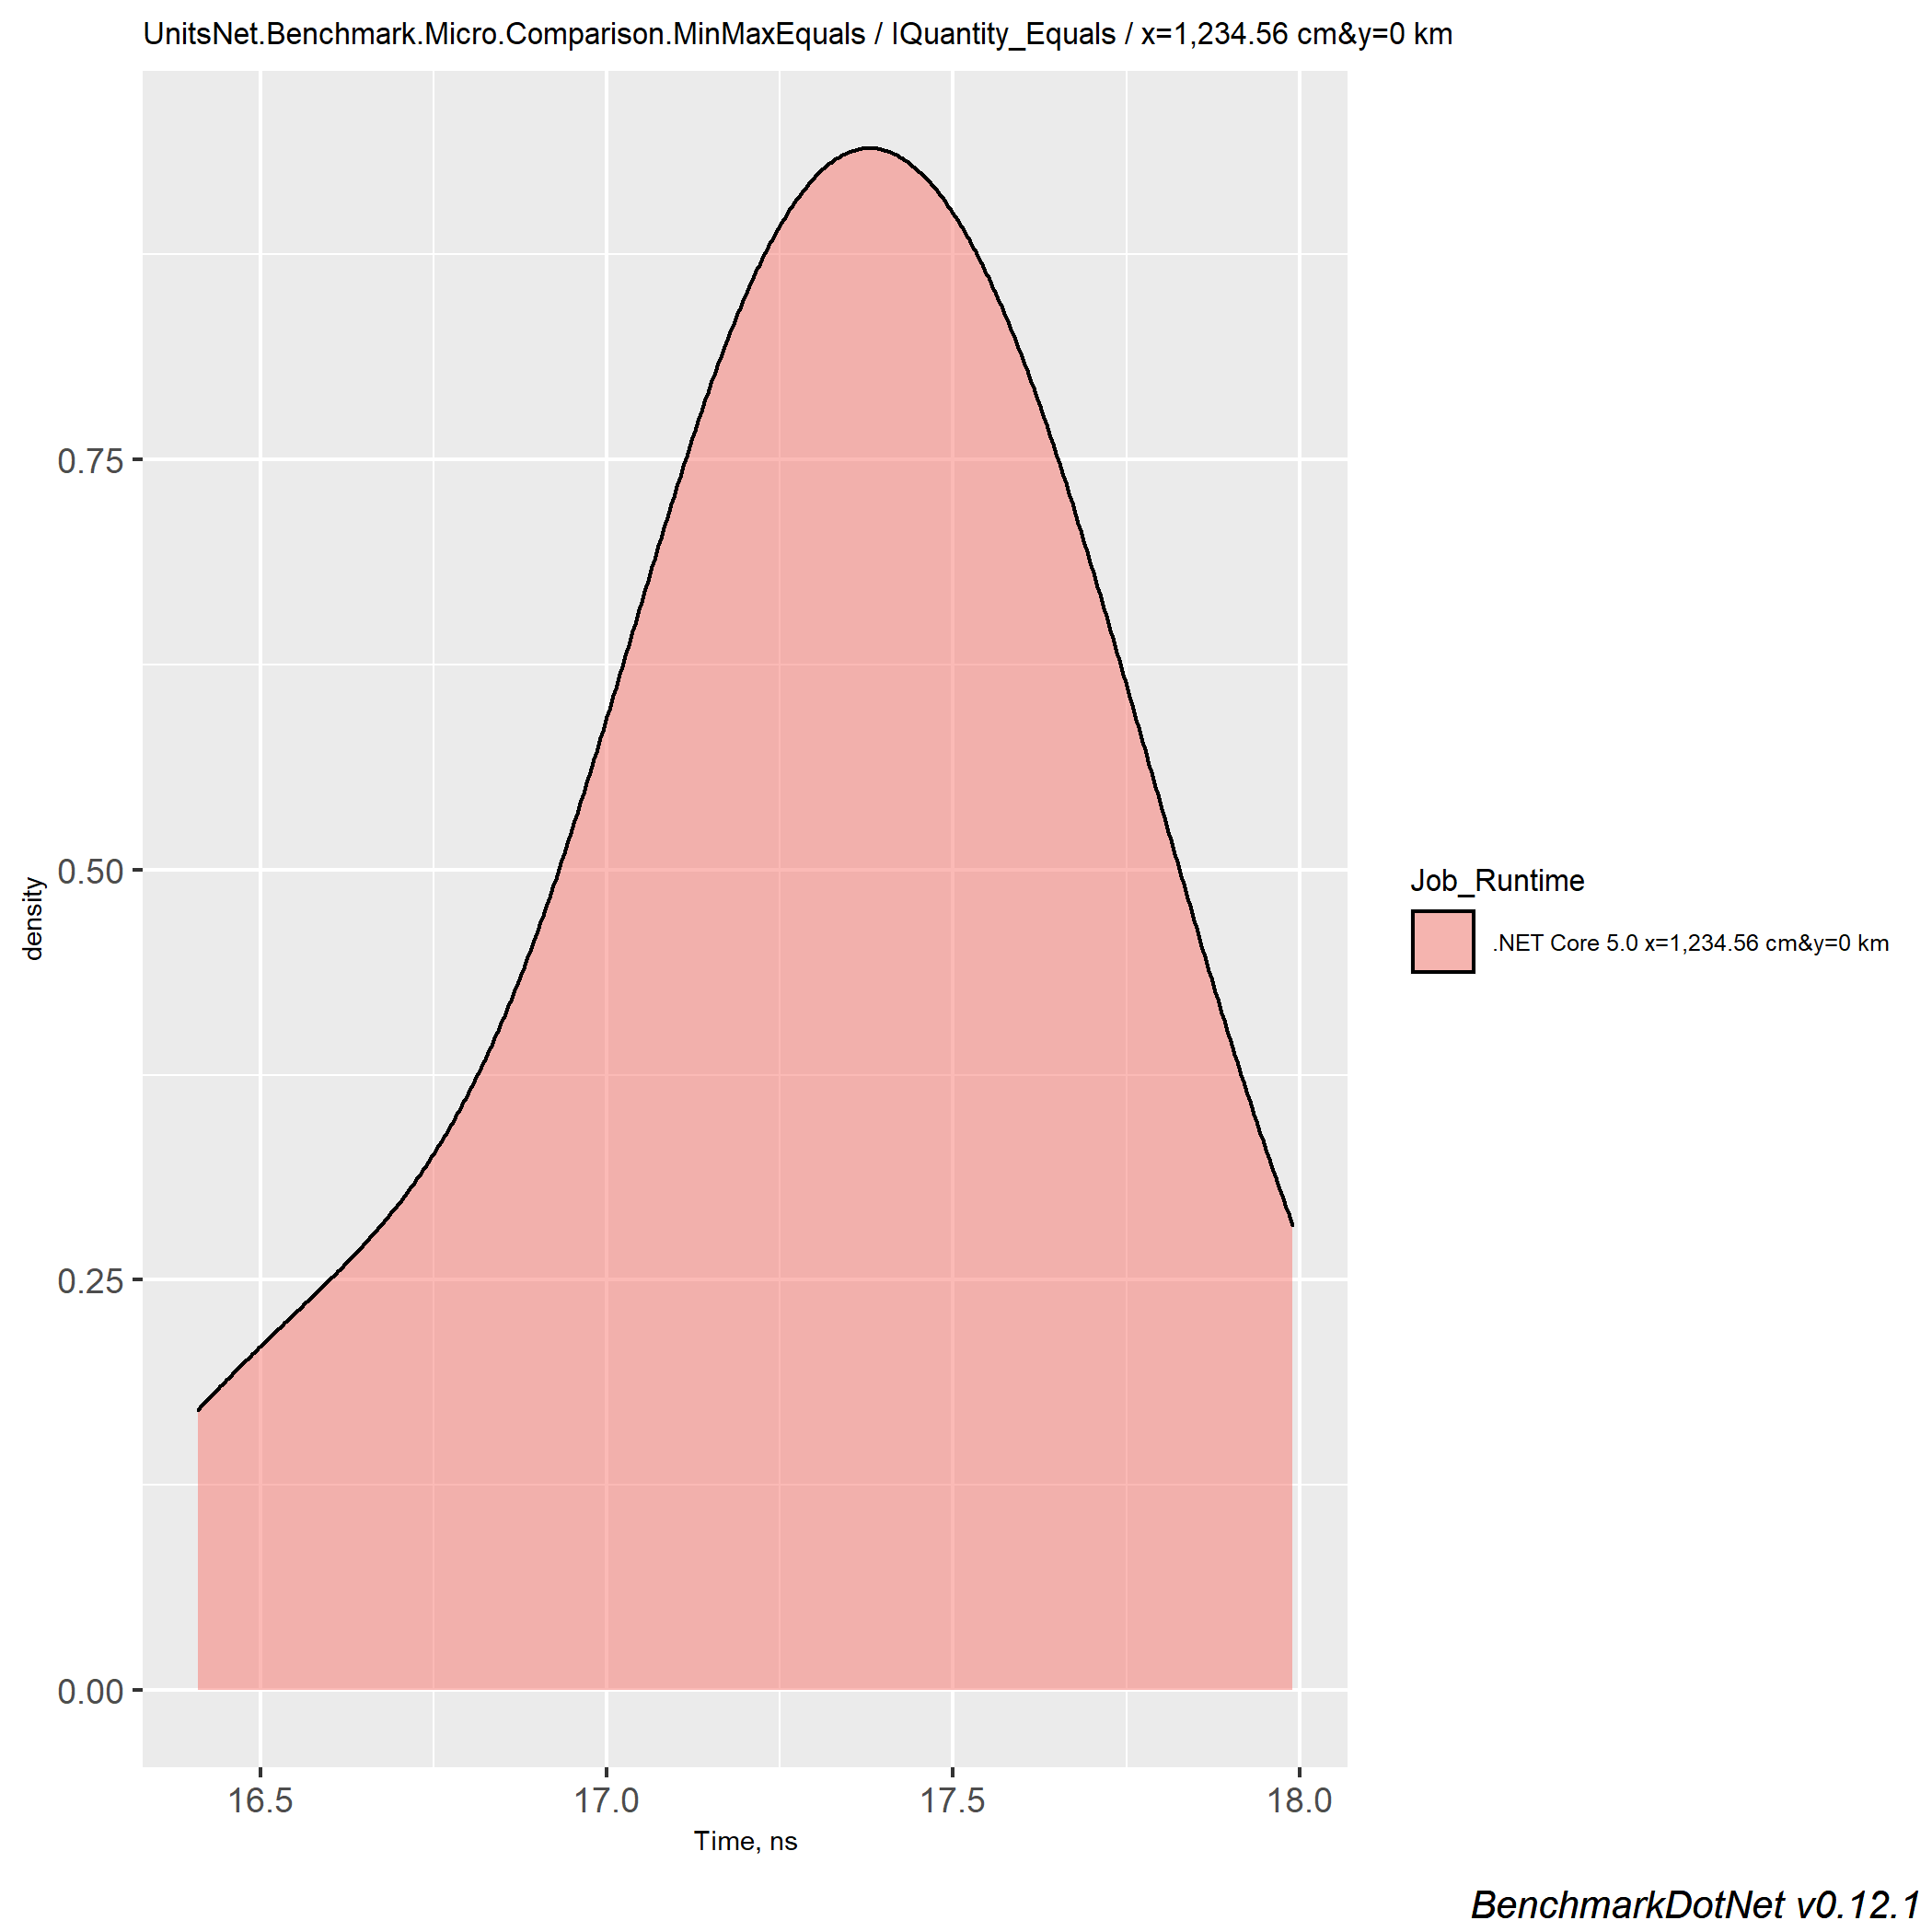 UnitsNet.Benchmark.Micro.Comparison.MinMaxEquals / IQuantity_Equals / x=1,234.56 cm&y=0 km
0.75
0.50
0.25
0.00
density
16.5 17.0 17.5 18.0
Time, ns
Job_Runtime
.NET Core 5.0 x=1,234.56 cm&y=0 km
BenchmarkDotNet v0.12.1